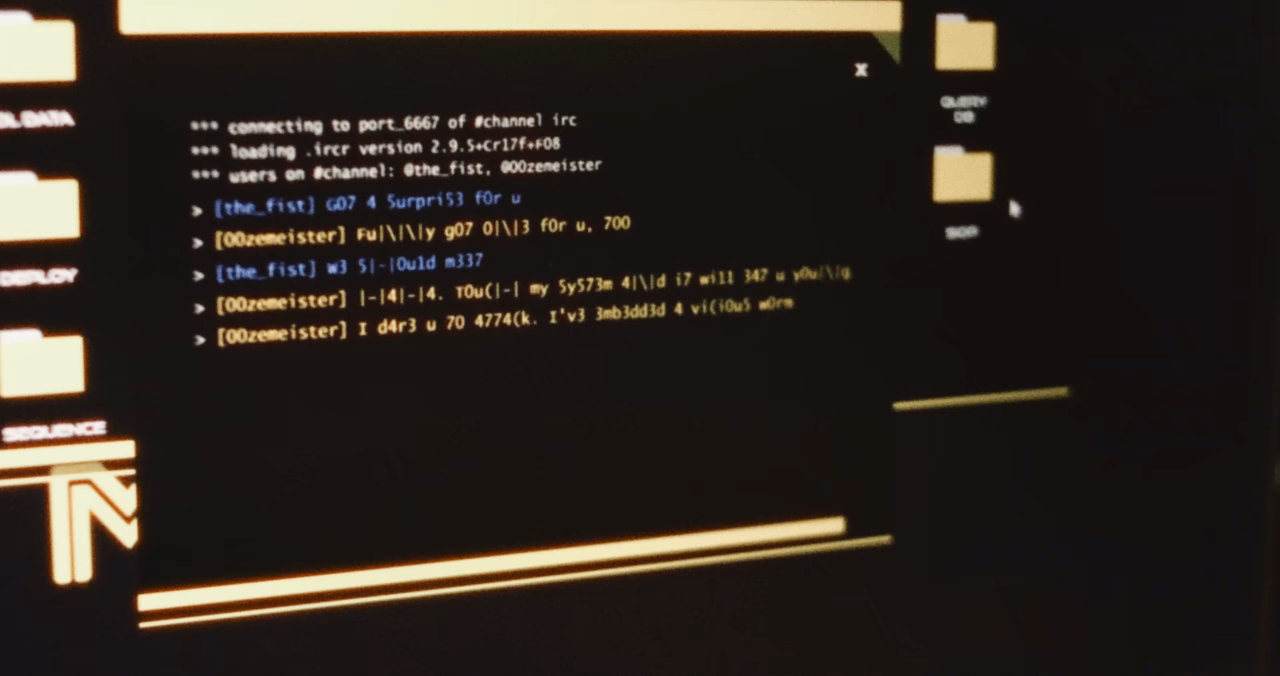 x
*** connecting to port_6667 of #channel irc
*** loading .ircr version 2.9.5+Cr17f+F08
*** users on #channel: @the_fist, @00zemeister
> [the_fist] G07 4 Surpri53 f0r u
> [00zemeister] Fu|\|\|y g07 0|\|3 f0r u, 700
> [the_fist] W3 5|-|0u1d m337
> [00zemeister] |-|4|-|4. T0u(|-| my 5y573m 4|\|d i7 wi11 347 u y0u|\|g
> [00zemeister] I d4r3 u 70 4774(k. I'v3 3mb3dd3d 4 vi(i0u5 w0rm
DATA
DEPLOY
SEQUENCE
QUERY